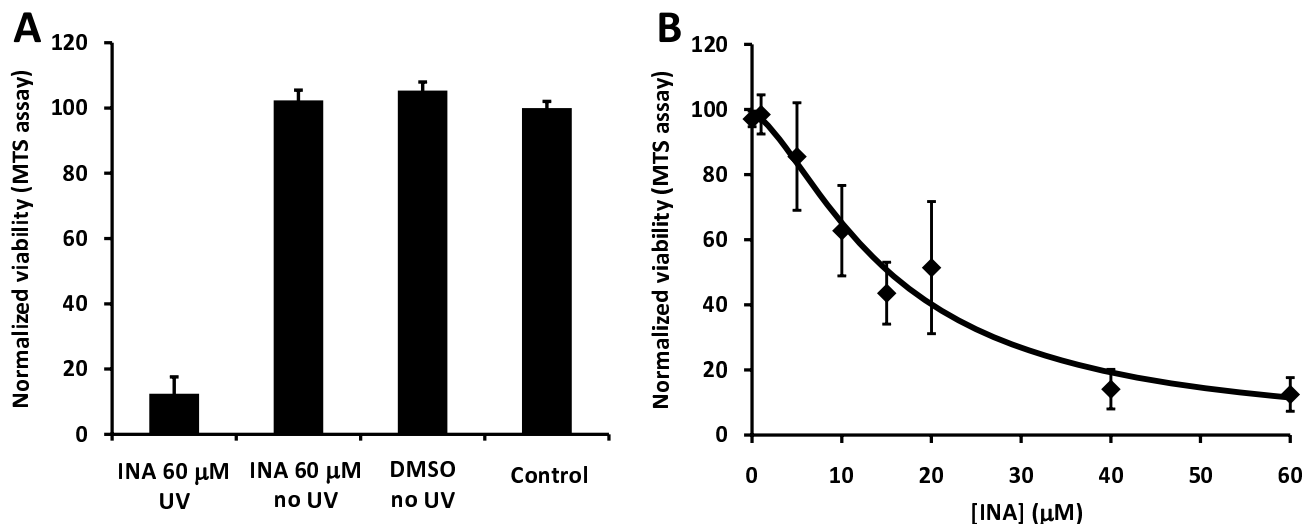 A
Normalized viability (MTS assay)
120
100
80
60
40
20
0
INA 60 μM
UV
INA 60 μM
no UV
DMSO
no UV
Control
B
Normalized viability (MTS assay)
120
100
80
60
40
20
0
0 10 20 30 40 50 60
[INA] (μM)